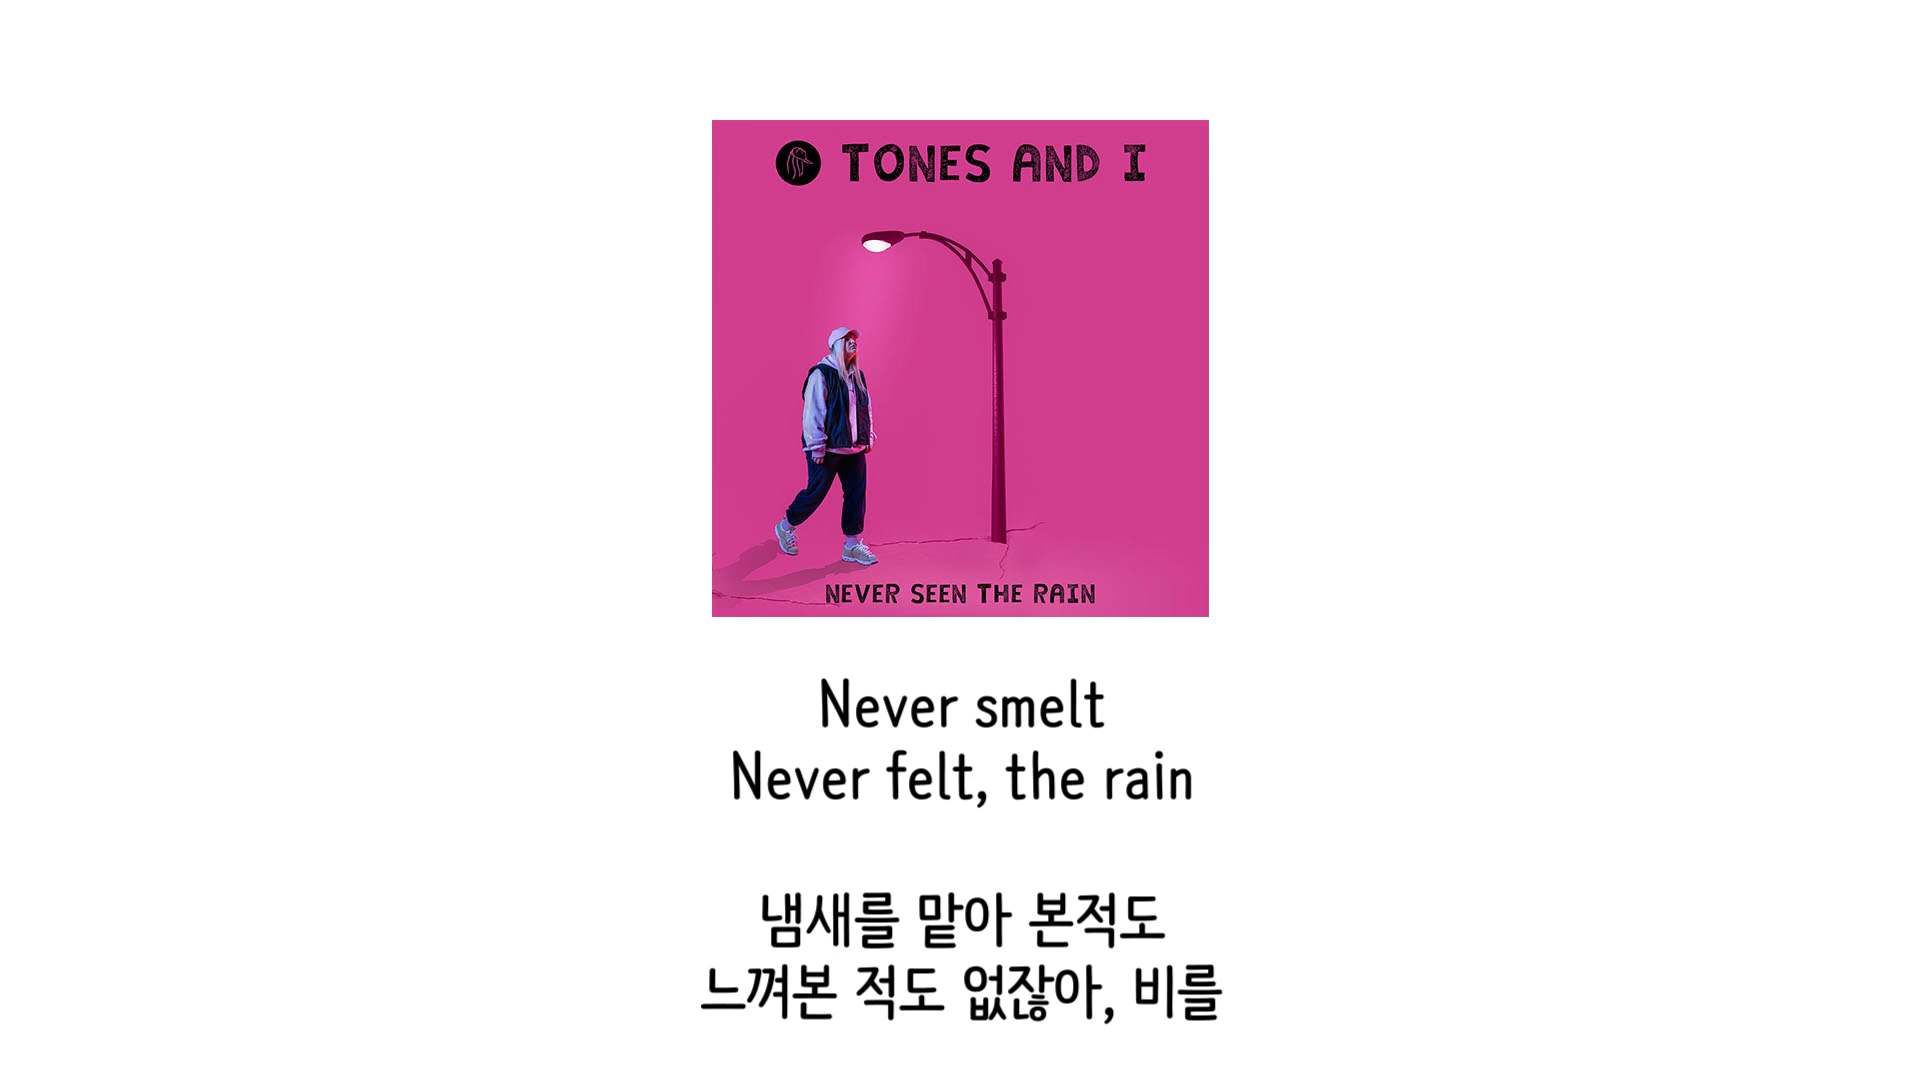 TONES AND I
NEVER SEEN THE RAIN
Never smelt
Never felt, the rain
냄새를 맡아 본적도
느껴본 적도 없잖아, 비를